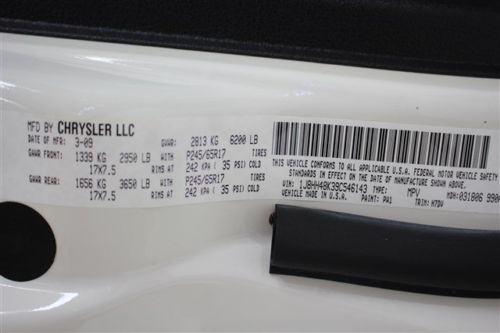 MFD BY CHRYSLER LLC
DATE OF MFR: 3-09 GVWR: 2813 KG 6200 LB
GAWR FRONT: 1339 KG 2950 LB WITH P245/65R17 TIRES
17X7.5 RIMS AT 242 KPA ( 35 PSI) COLD
GAWR REAR: 1656 KG 3650 LB WITH P245/65R17 TIRES
17X7.5 RIMS AT 242 KPA ( 35 PSI) COLD
THIS VEHICLE CONFORMS TO ALL APPLICABLE U.S.A. FEDERAL MOTOR VEHICLE SAFETY
STANDARDS IN EFFECT ON THE DATE OF MANUFACTURE SHOWN ABOVE.
VIN: 1J8HH48K39C546143 TYPE: MPV MDH: 031806
VEHICLE MADE IN U.S.A. PAINT: PW1 TRIM: H7DV